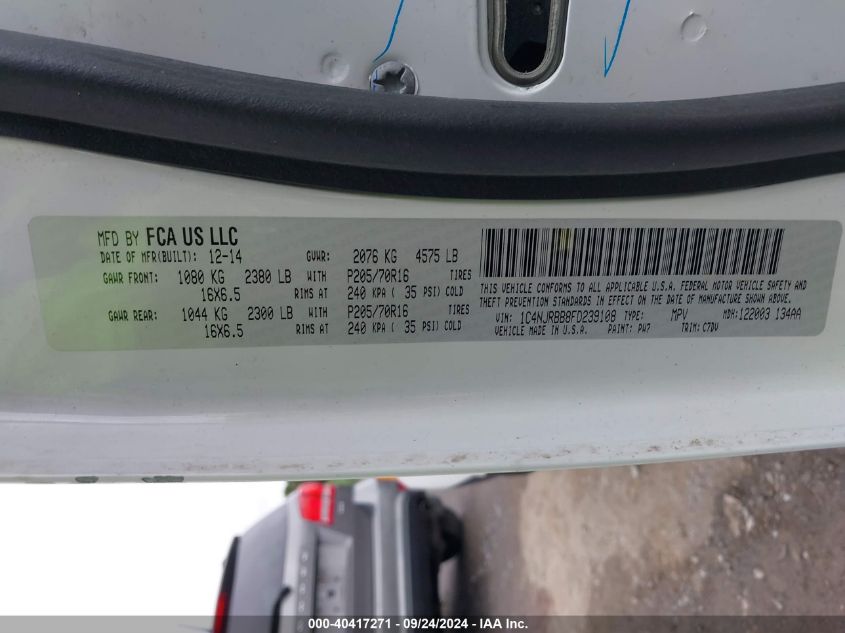 MFD BY FCA US LLC
DATE OF MFR(BUILT): 12-14 GVWR: 2076 KG 4575 LB
GAWR FRONT: 1080 KG 2380 LB WITH P205/70R16 TIRES
16X6.5 RIMS AT 240 KPA ( 35 PSI) COLD
GAWR REAR: 1044 KG 2300 LB WITH P205/70R16 TIRES
16X6.5 RIMS AT 240 KPA ( 35 PSI) COLD
THIS VEHICLE CONFORMS TO ALL APPLICABLE U.S.A. FEDERAL MOTOR VEHICLE SAFETY AND
THEFT PREVENTION STANDARDS IN EFFECT ON THE DATE OF MANUFACTURE SHOWN ABOVE.
VIN: 1C4NJRBB8FD239108 TYPE: MPV MDH:122003 134AA
VEHICLE MADE IN U.S.A. PAINT: PW7 TRIM: C7DV
000-40417271 - 09/24/2024 - IAA Inc.